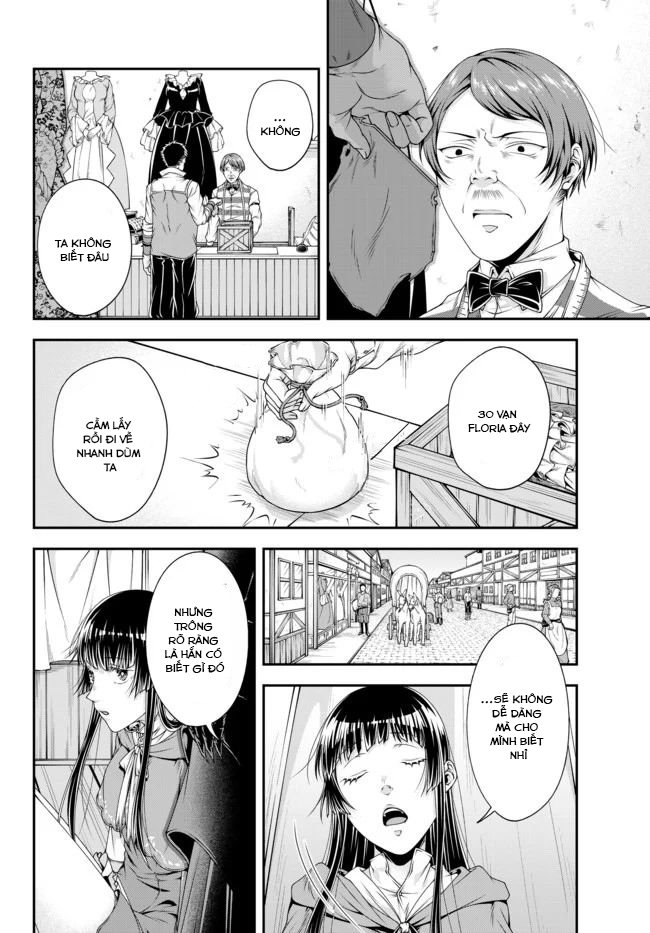 ...
KHÔNG
TA KHÔNG
BIẾT ĐÂU
30 VẠN
FLORIA ĐÂY
CẦM LẤY
RỒI ĐI VỀ
NHANH DÙM
TA
...SẼ KHÔNG
DỄ DÀNG
MÀ CHO
MÌNH BIẾT
NHỈ
NHƯNG
TRÔNG
RÕ RÀNG
LÀ HẮN CÓ
BIẾT GÌ ĐÓ